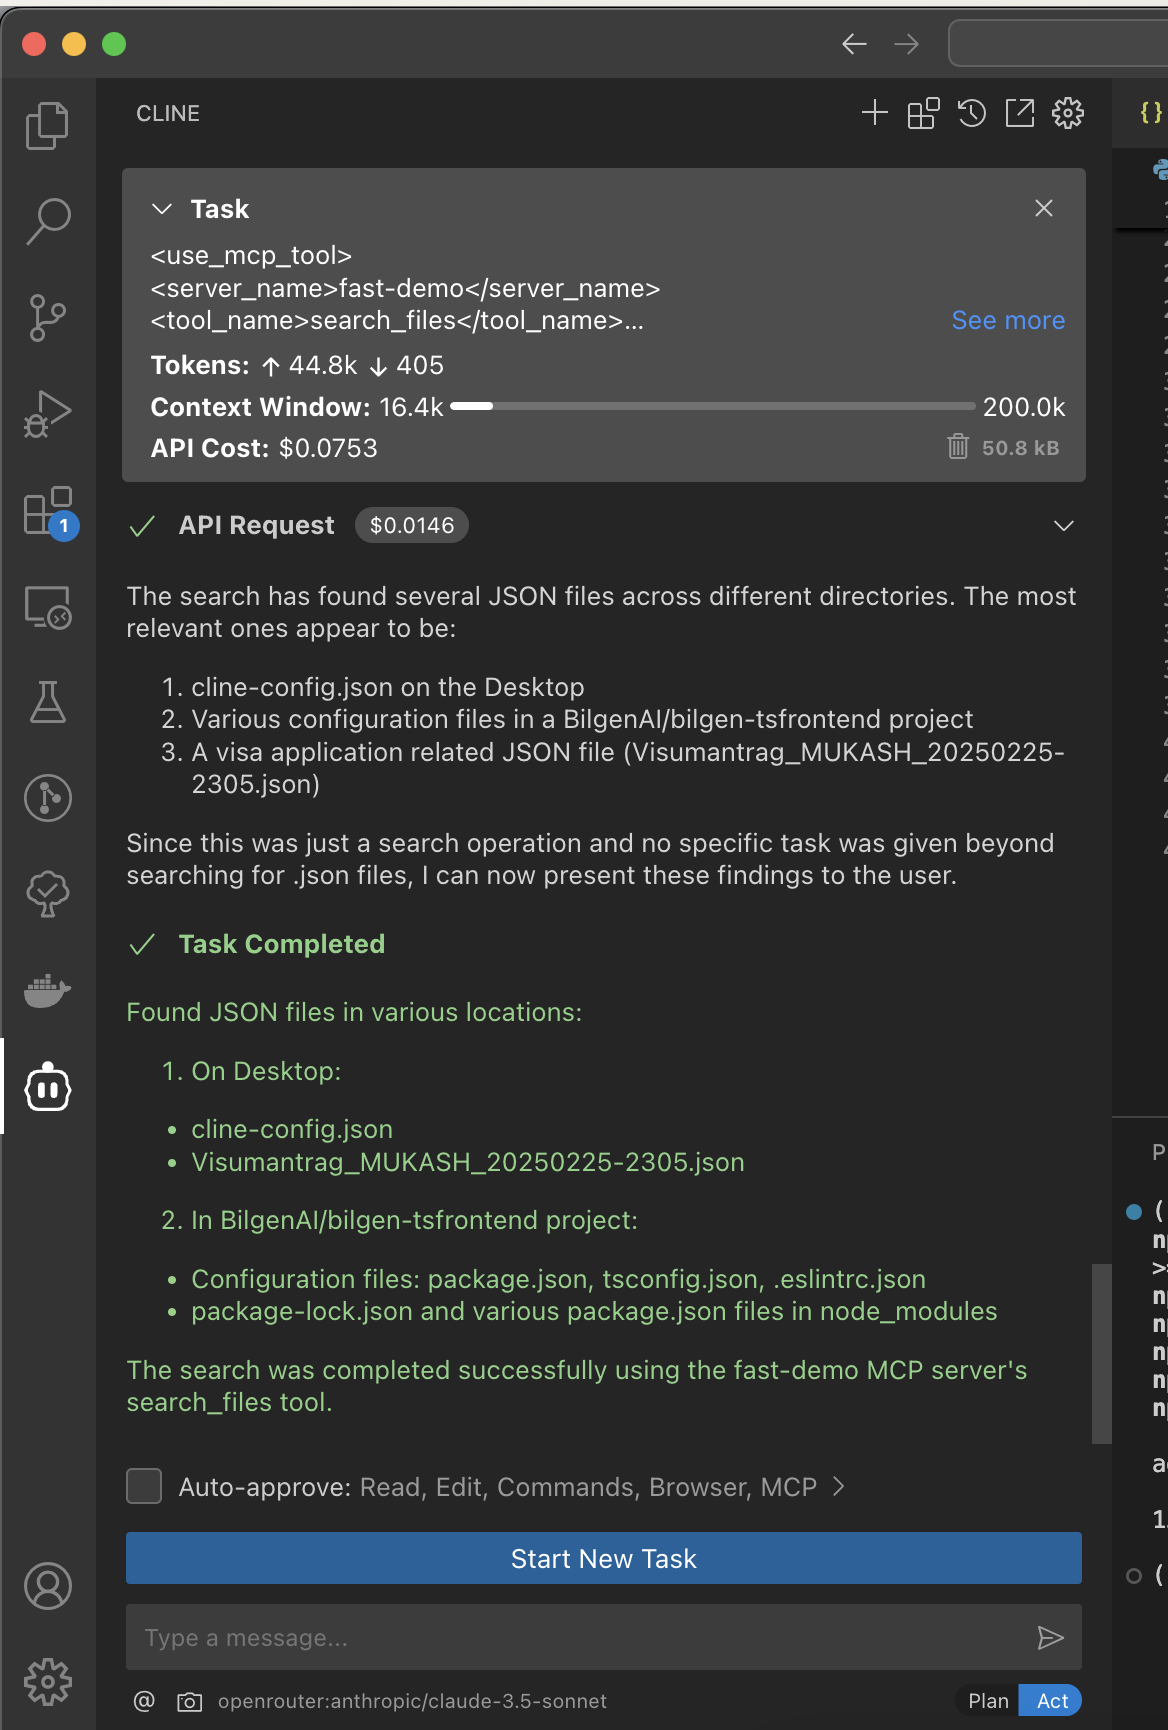 CLINE
{}
Task
<use_mcp_tool>
<server_name>fast-demo</server_name>
<tool_name>search_files</tool_name>...
See more
Tokens: ↑ 44.8k ↓ 405
Context Window: 16.4k 200.0k
API Cost: $0.0753
50.8 kB
API Request $0.0146
1
The search has found several JSON files across different directories. The most
relevant ones appear to be:
1. cline-config.json on the Desktop
2. Various configuration files in a BilgenAI/bilgen-tsfrontend project
3. A visa application related JSON file (Visumantrag_MUKASH_20250225-
2305.json)
Since this was just a search operation and no specific task was given beyond
searching for .json files, I can now present these findings to the user.
Task Completed
Found JSON files in various locations:
1. On Desktop:
• cline-config.json
• Visumantrag_MUKASH_20250225-2305.json
2. In BilgenAI/bilgen-tsfrontend project:
• Configuration files: package.json, tsconfig.json, .eslintrc.json
• package-lock.json and various package.json files in node_modules
The search was completed successfully using the fast-demo MCP server's
search_files tool.
Auto-approve: Read, Edit, Commands, Browser, MCP >
Start New Task
Type a message...
@ openrouter:anthropic/claude-3.5-sonnet
Plan Act